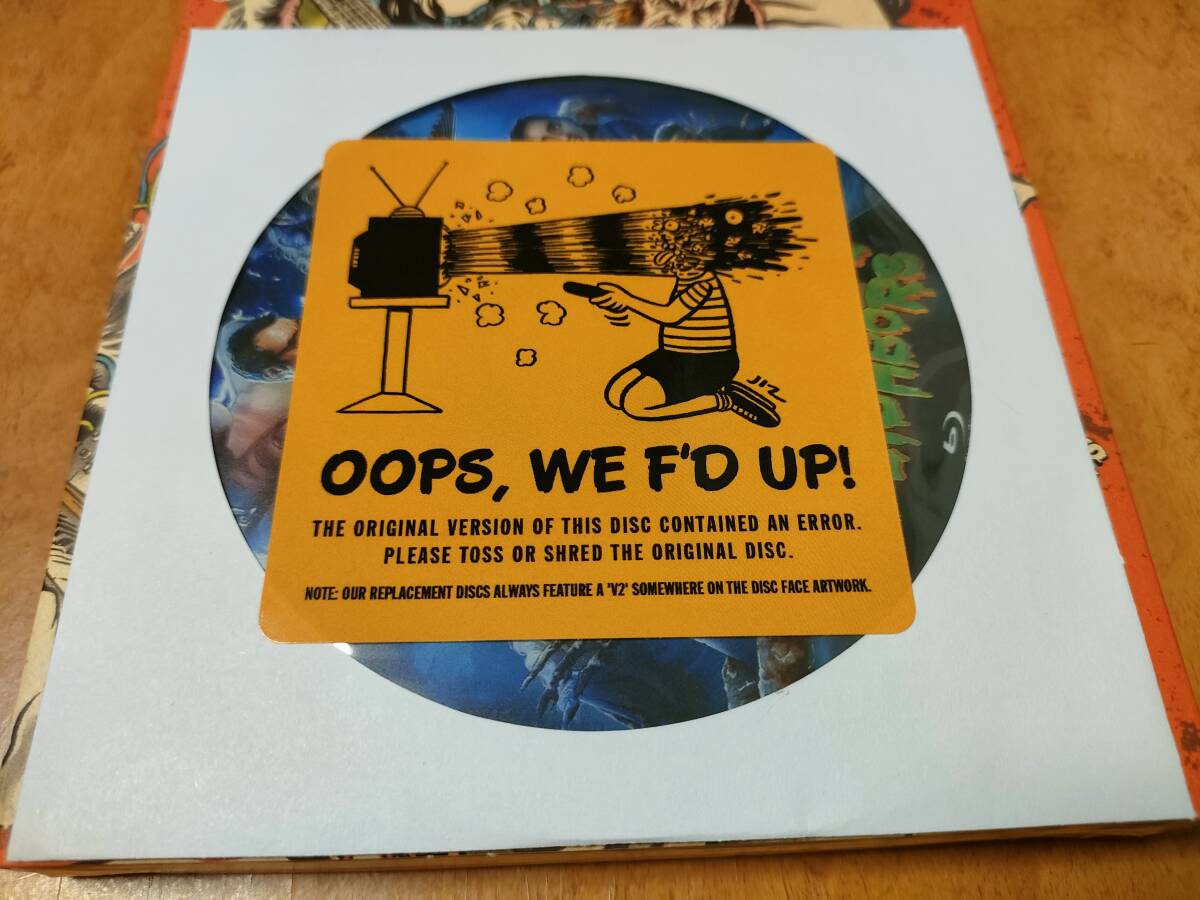 OOPS, WE F'D UP!
THE ORIGINAL VERSION OF THIS DISC CONTAINED AN ERROR.
PLEASE TOSS OR SHRED THE ORIGINAL DISC.
NOTE: OUR REPLACEMENT DISCS ALWAYS FEATURE A 'V2' SOMEWHERE ON THE DISC FACE ARTWORK.
JIZ